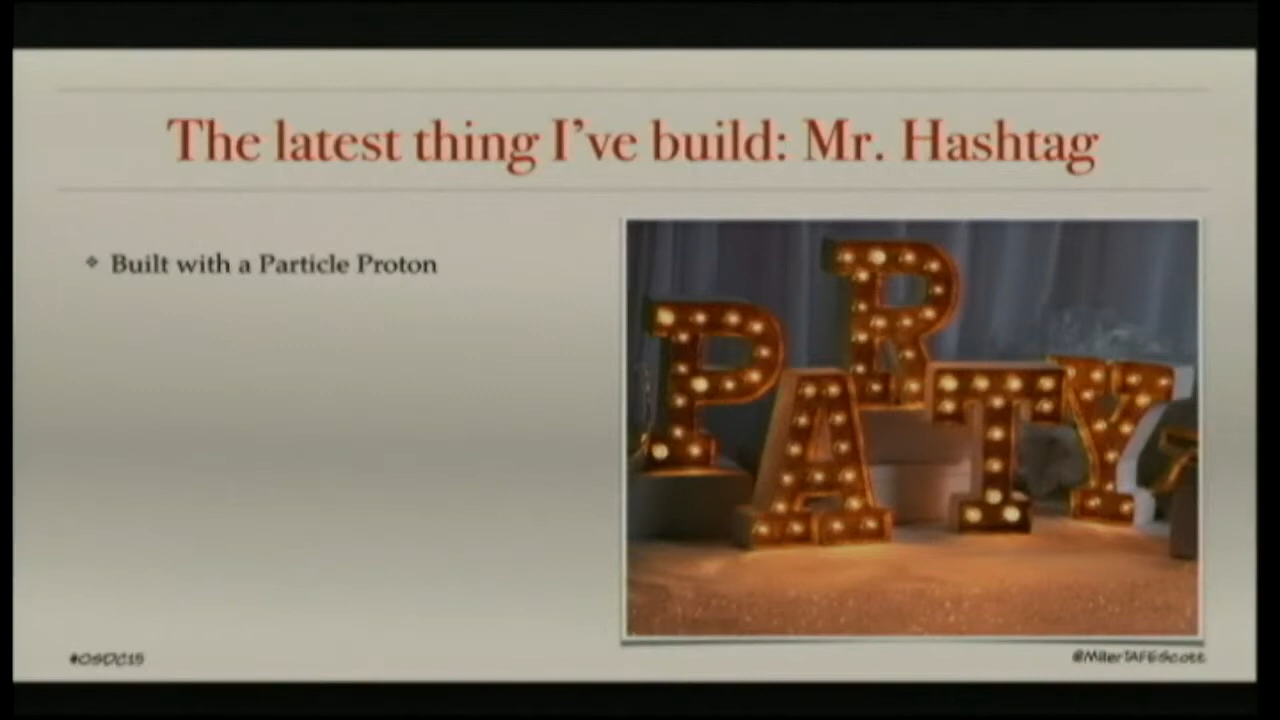 The latest thing I've build: Mr. Hashtag
❖ Built with a Particle Proton
PARTY
#OSDC15
@MillerTAFEScott